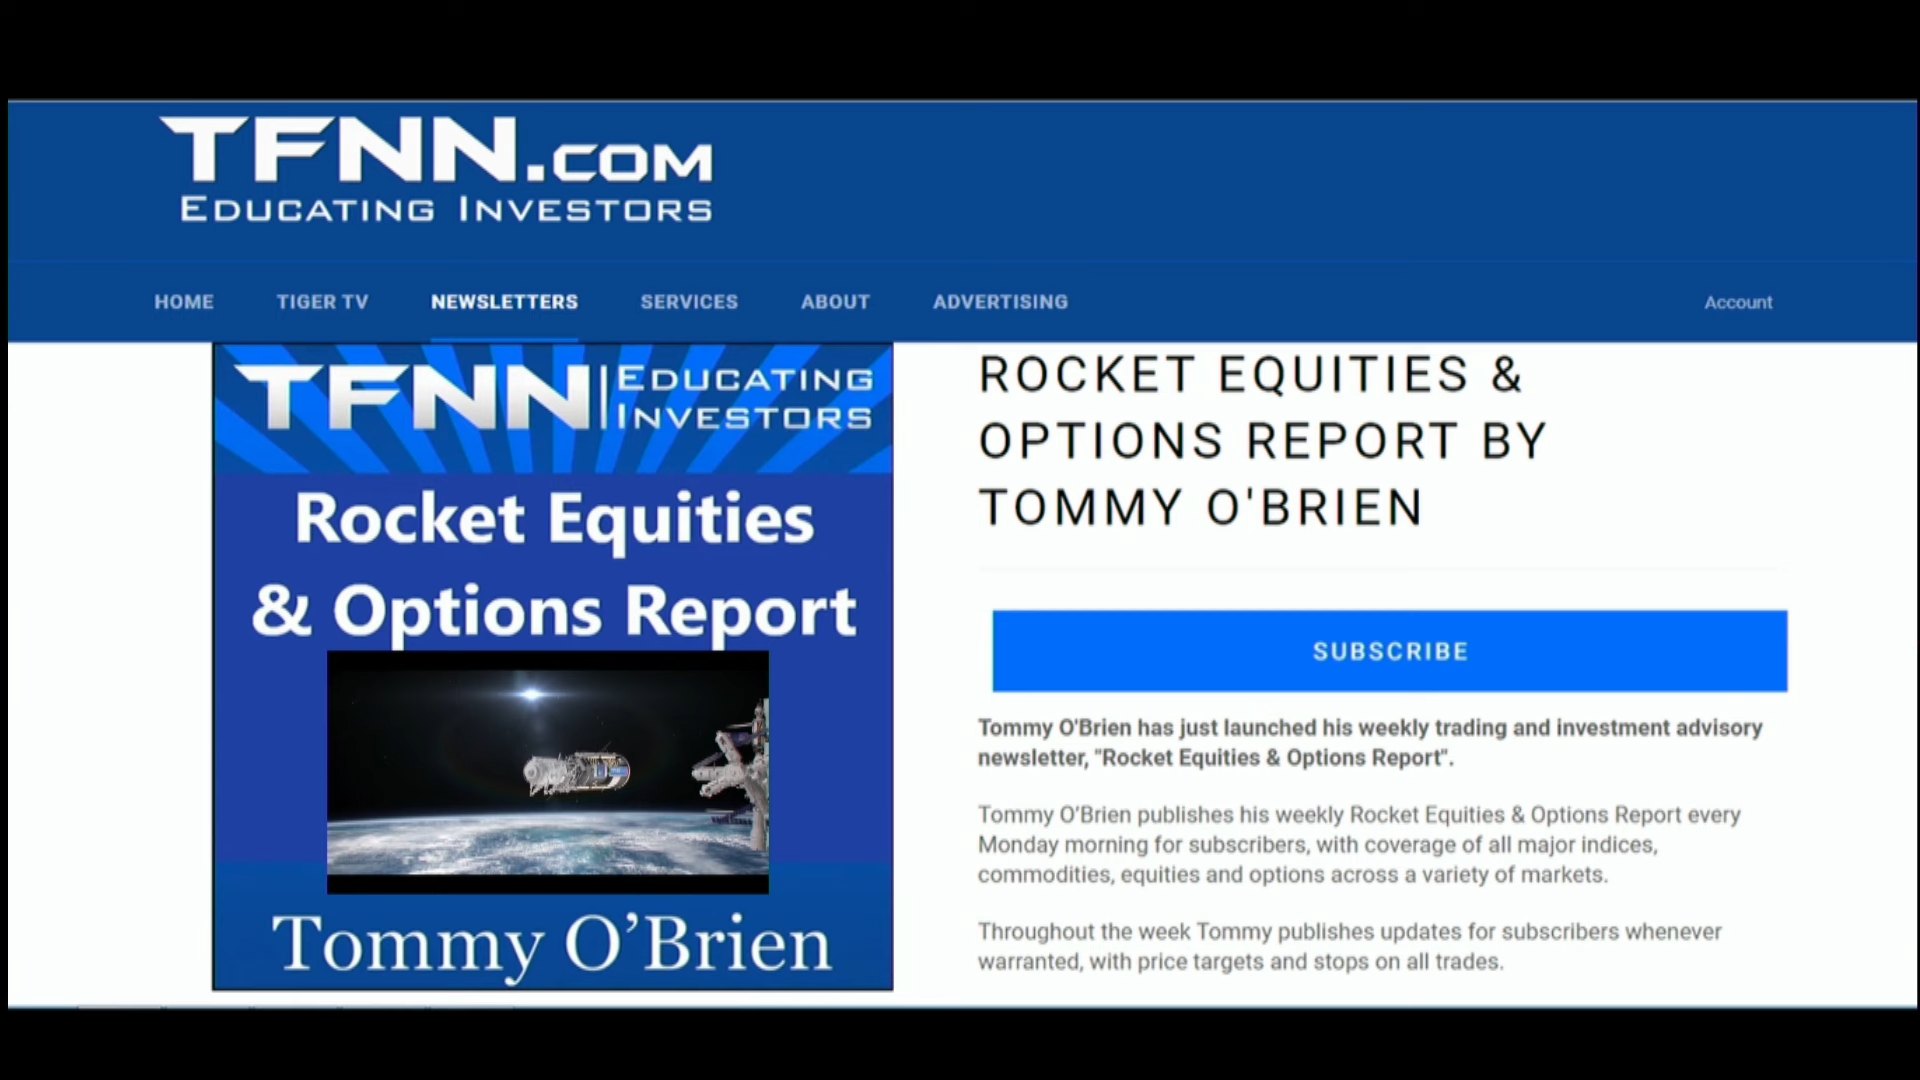 TFNN.COM
EDUCATING INVESTORS
HOME TIGER TV NEWSLETTERS SERVICES ABOUT ADVERTISING Account
TFNN EDUCATING
INVESTORS
Rocket Equities
& Options Report
Tommy O’Brien
ROCKET EQUITIES &
OPTIONS REPORT BY
TOMMY O'BRIEN
SUBSCRIBE
Tommy O'Brien has just launched his weekly trading and investment advisory
newsletter, "Rocket Equities & Options Report".
Tommy O'Brien publishes his weekly Rocket Equities & Options Report every
Monday morning for subscribers, with coverage of all major indices,
commodities, equities and options across a variety of markets.
Throughout the week Tommy publishes updates for subscribers whenever
warranted, with price targets and stops on all trades.